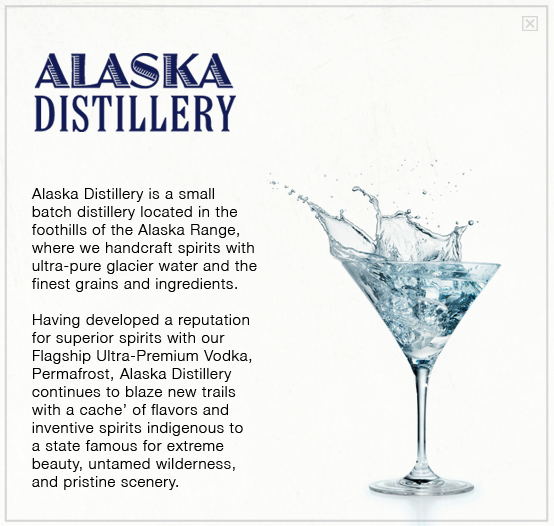 ALASKA
DISTILLERY
Alaska Distillery is a small
batch distillery located in the
foothills of the Alaska Range,
where we handcraft spirits with
ultra-pure glacier water and the
finest grains and ingredients.
Having developed a reputation
for superior spirits with our
Flagship Ultra-Premium Vodka,
Permafrost, Alaska Distillery
continues to blaze new trails
with a cache’ of flavors and
inventive spirits indigenous to
a state famous for extreme
beauty, untamed wilderness,
and pristine scenery.